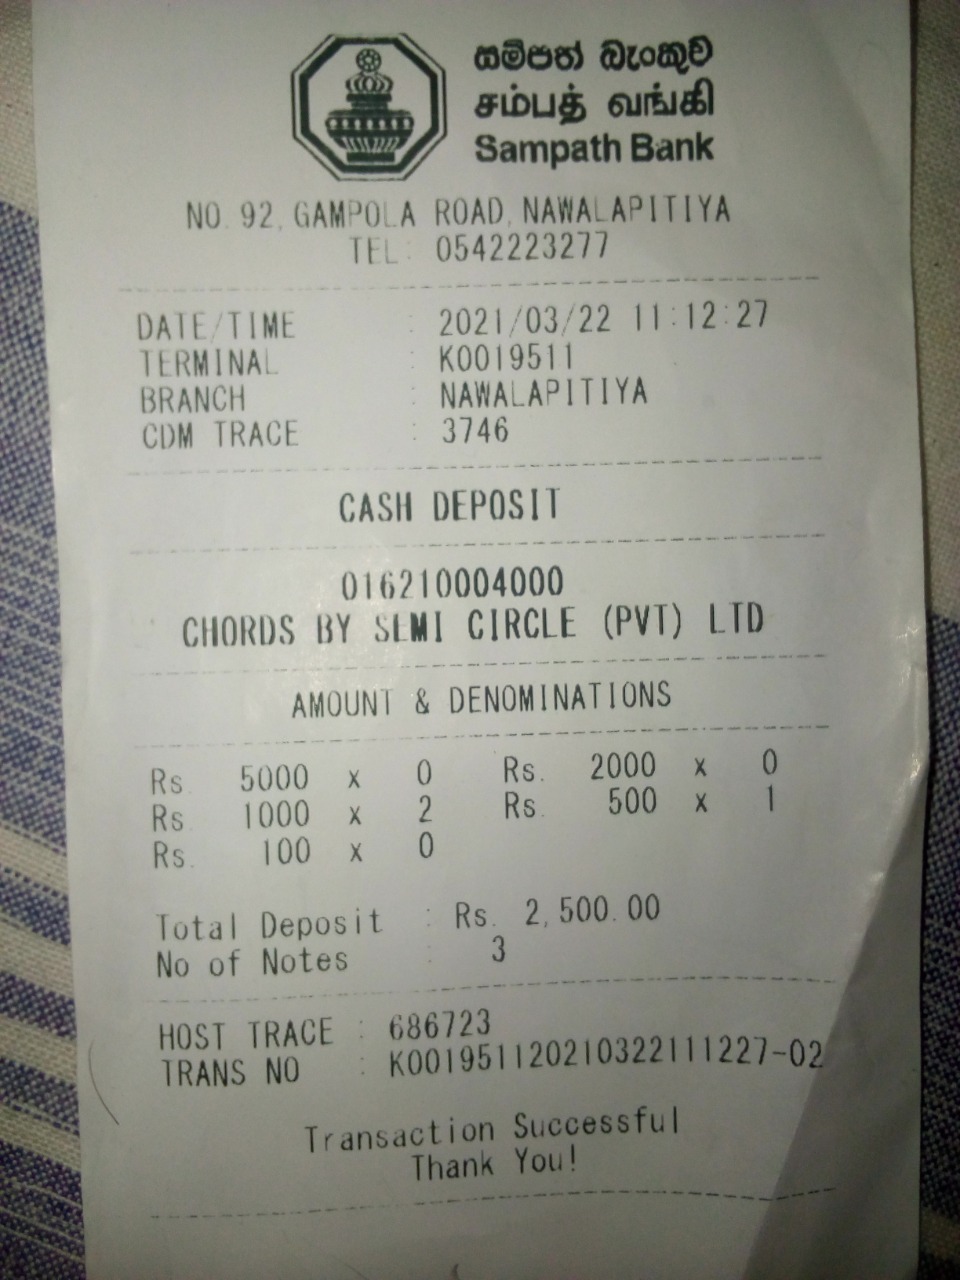 සම්පත් බැංකුව
சம்பத் வங்கி
Sampath Bank
NO. 92, GAMPOLA ROAD, NAWALAPITIYA
TEL: 0542223277
DATE/TIME : 2021/03/22 11:12:27
TERMINAL : K0019511
BRANCH : NAWALAPITIYA
CDM TRACE : 3746
CASH DEPOSIT
016210004000
CHORDS BY SEMI CIRCLE (PVT) LTD
AMOUNT & DENOMINATIONS
Rs. 5000 x 0 Rs. 2000 x 0
Rs. 1000 x 2 Rs. 500 x 1
Rs. 100 x 0
Total Deposit : Rs. 2,500.00
No of Notes : 3
HOST TRACE : 686723
TRANS NO : K001951120210322111227-02
Transaction Successful
Thank You!